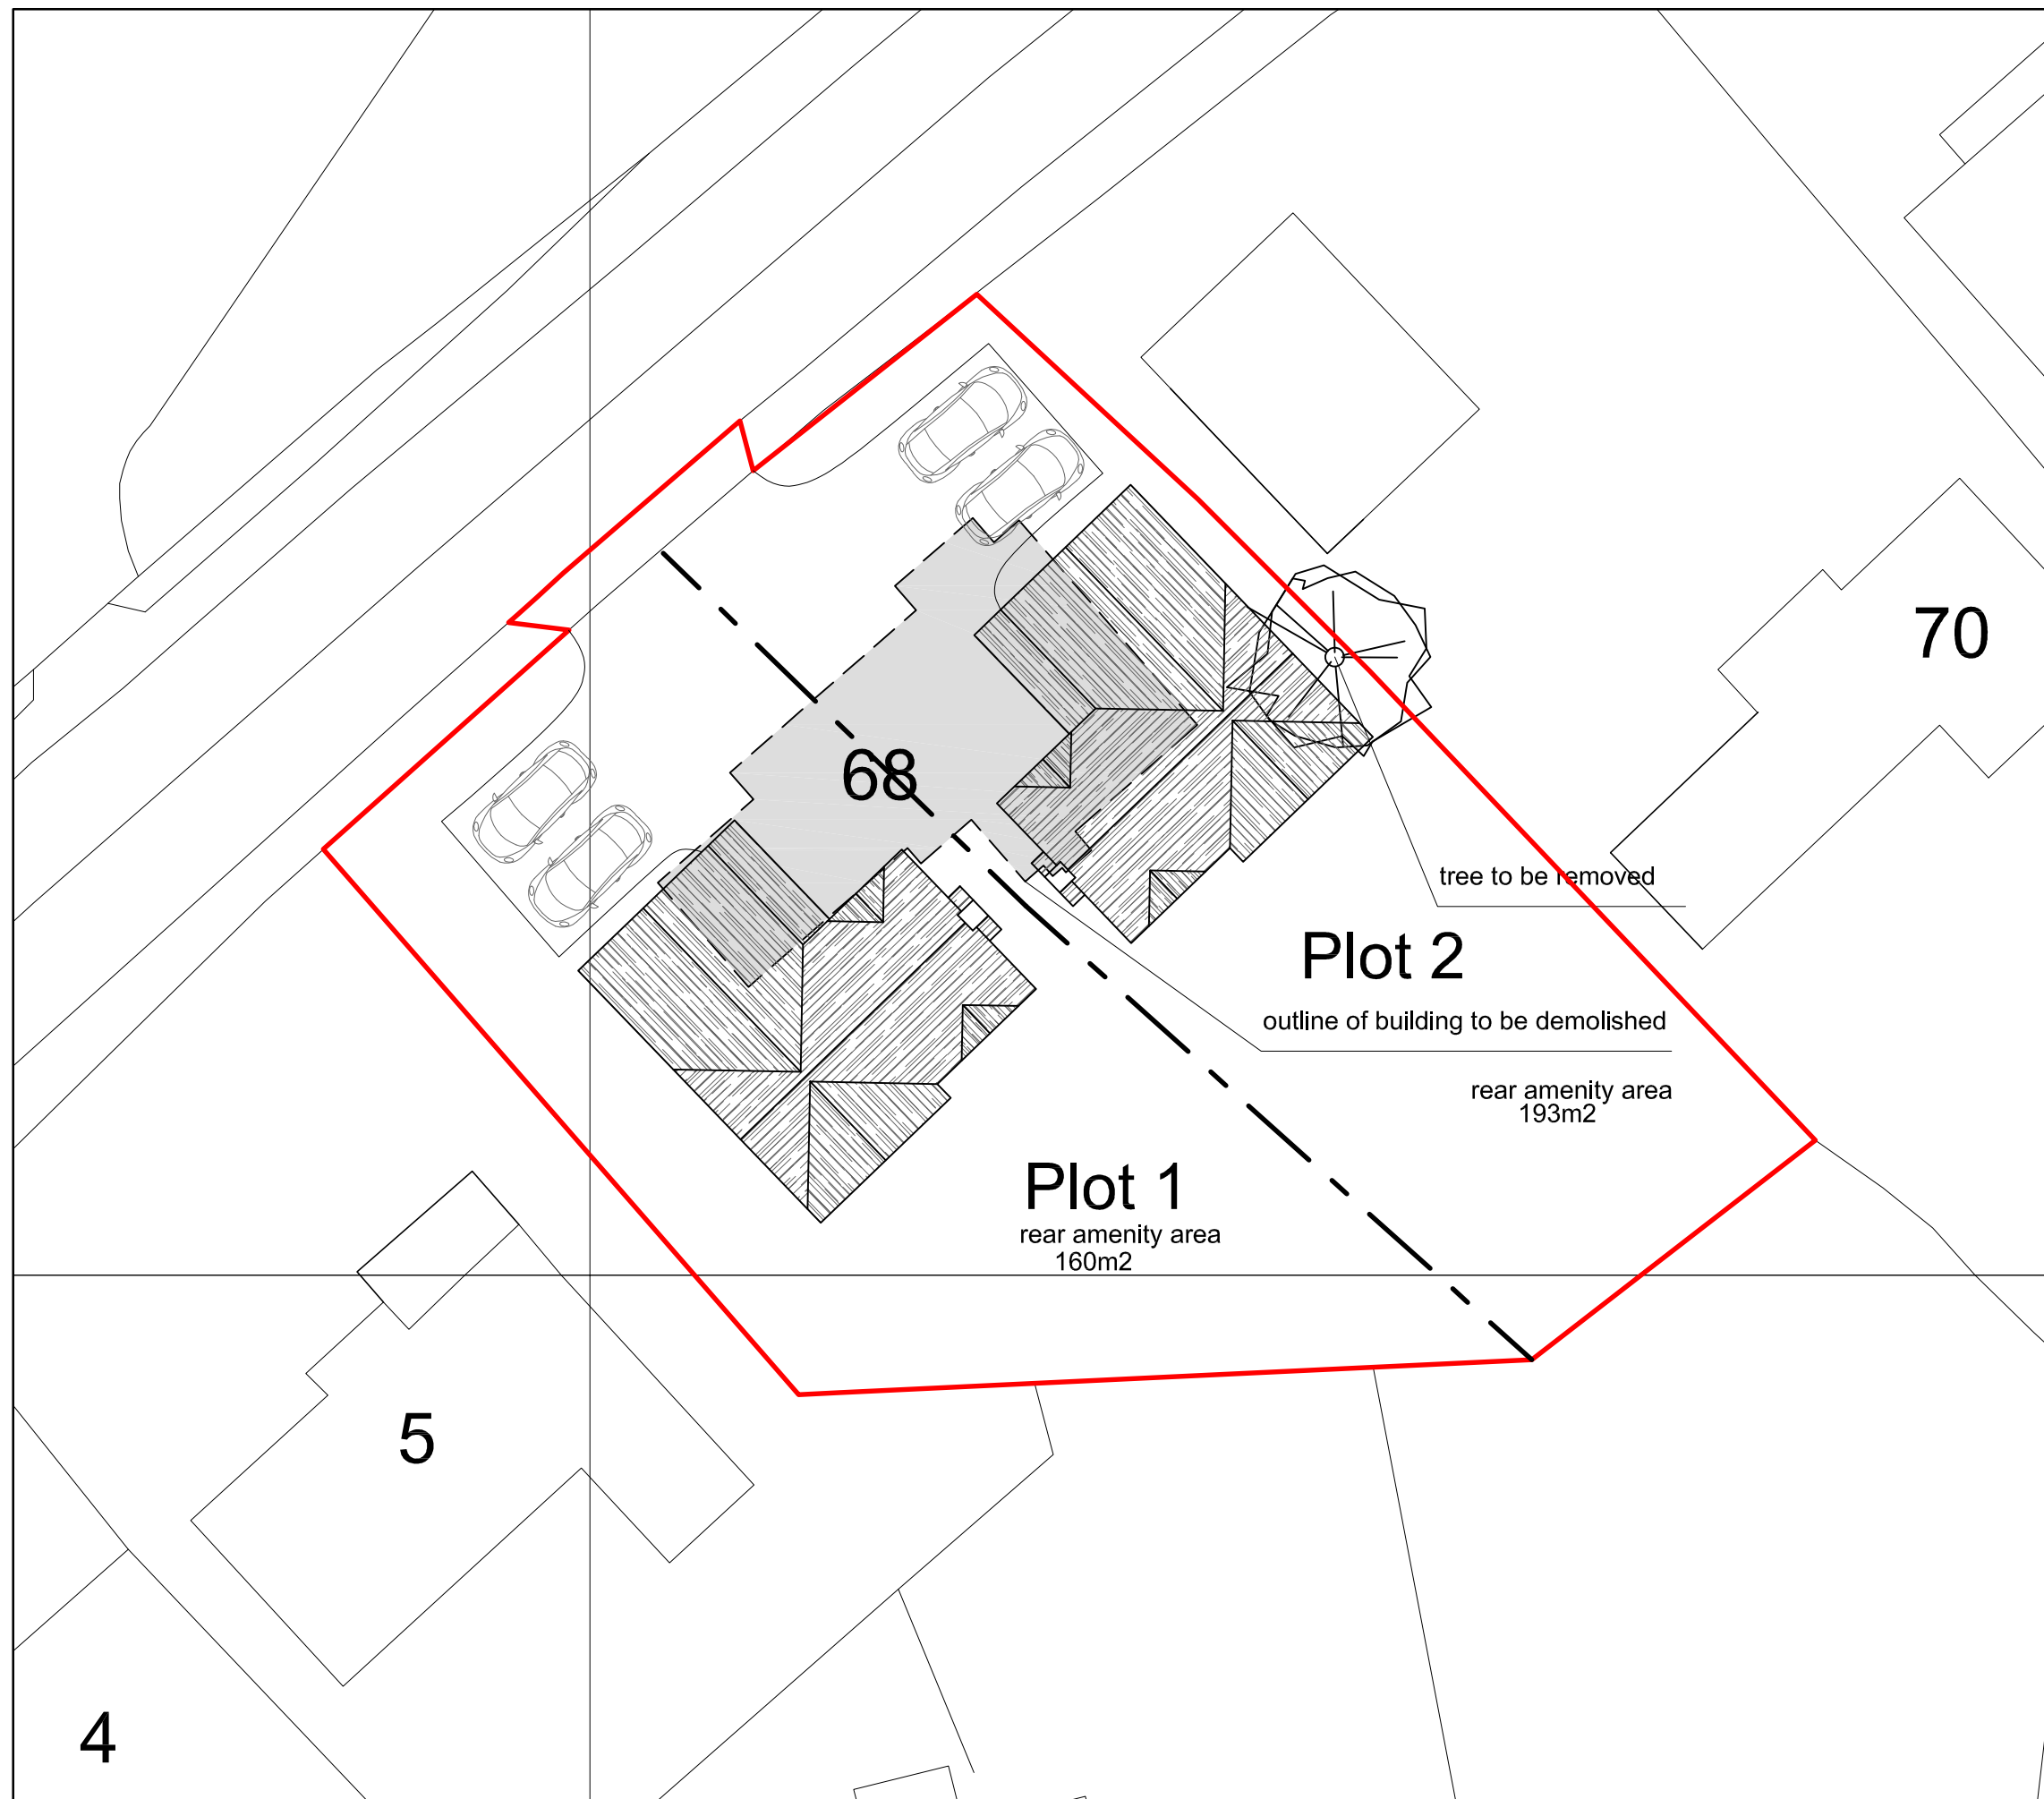 70
68
tree to be removed
Plot 2
outline of building to be demolished
rear amenity area
193m2
Plot 1
rear amenity area
160m2
5
4